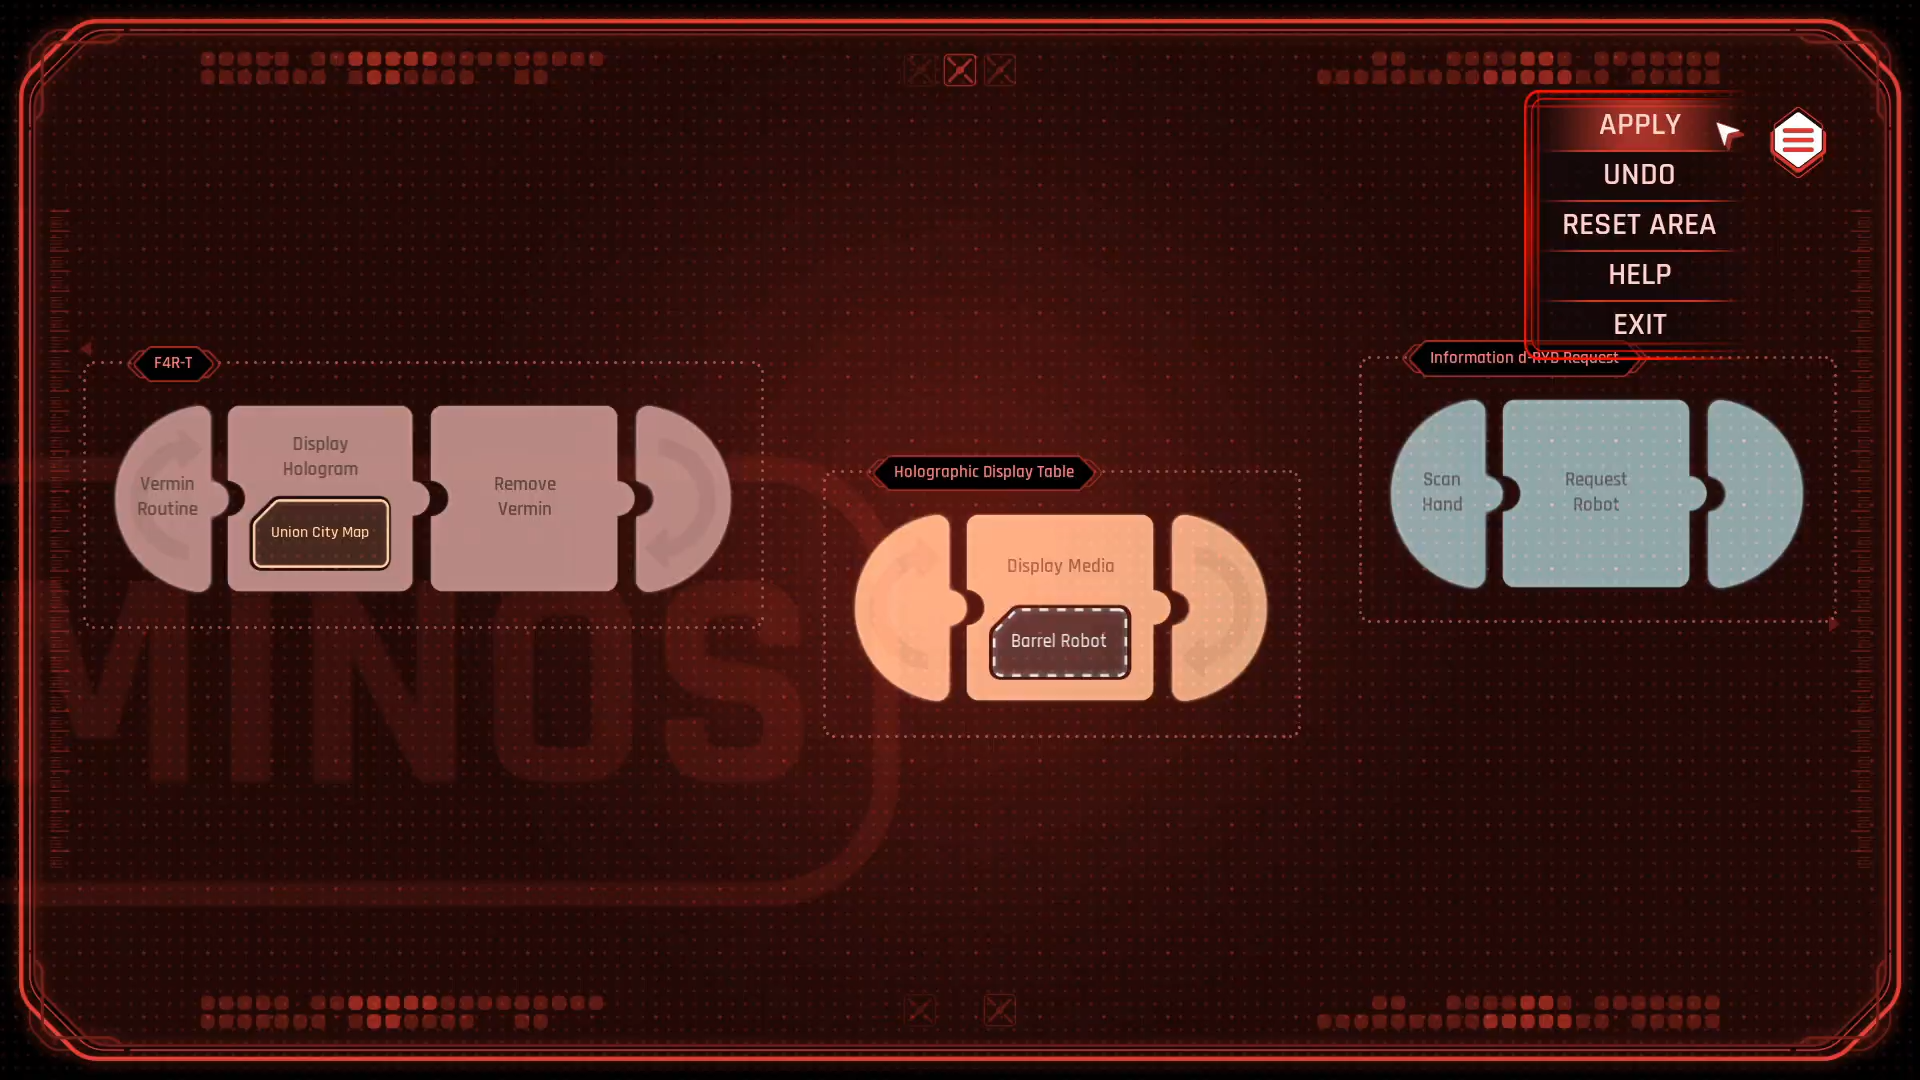 APPLY
UNDO
RESET AREA
HELP
EXIT
F4R-T
Vermin
Routine
Display
Hologram
Union City Map
Remove
Vermin
Holographic Display Table
Display Media
Barrel Robot
Information d-RYD Request
Scan
Hand
Request
Robot
MINOS